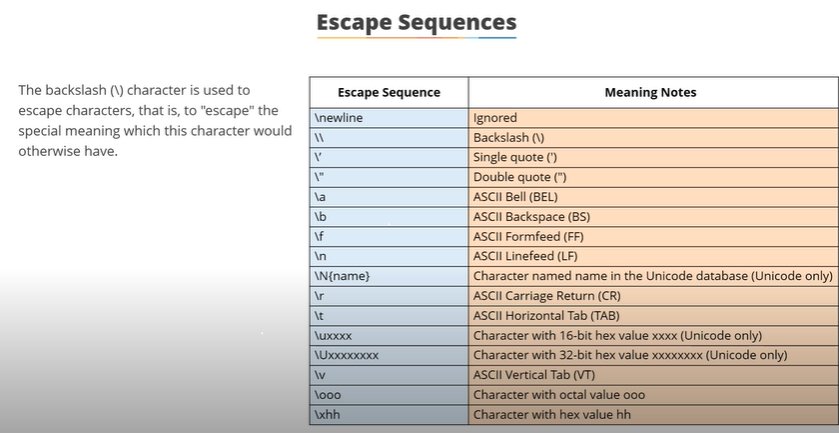 Escape Sequences
The backslash (\) character is used to
escape characters, that is, to "escape" the
special meaning which this character would
otherwise have.
Escape Sequence Meaning Notes
\newline Ignored
\\ Backslash (\)
\' Single quote (')
\" Double quote (")
\a ASCII Bell (BEL)
\b ASCII Backspace (BS)
\f ASCII Formfeed (FF)
\n ASCII Linefeed (LF)
\N{name} Character named name in the Unicode database (Unicode only)
\r ASCII Carriage Return (CR)
\t ASCII Horizontal Tab (TAB)
\uxxxx Character with 16-bit hex value xxxx (Unicode only)
\Uxxxxxxxx Character with 32-bit hex value xxxxxxxx (Unicode only)
\v ASCII Vertical Tab (VT)
\ooo Character with octal value ooo
\xhh Character with hex value hh